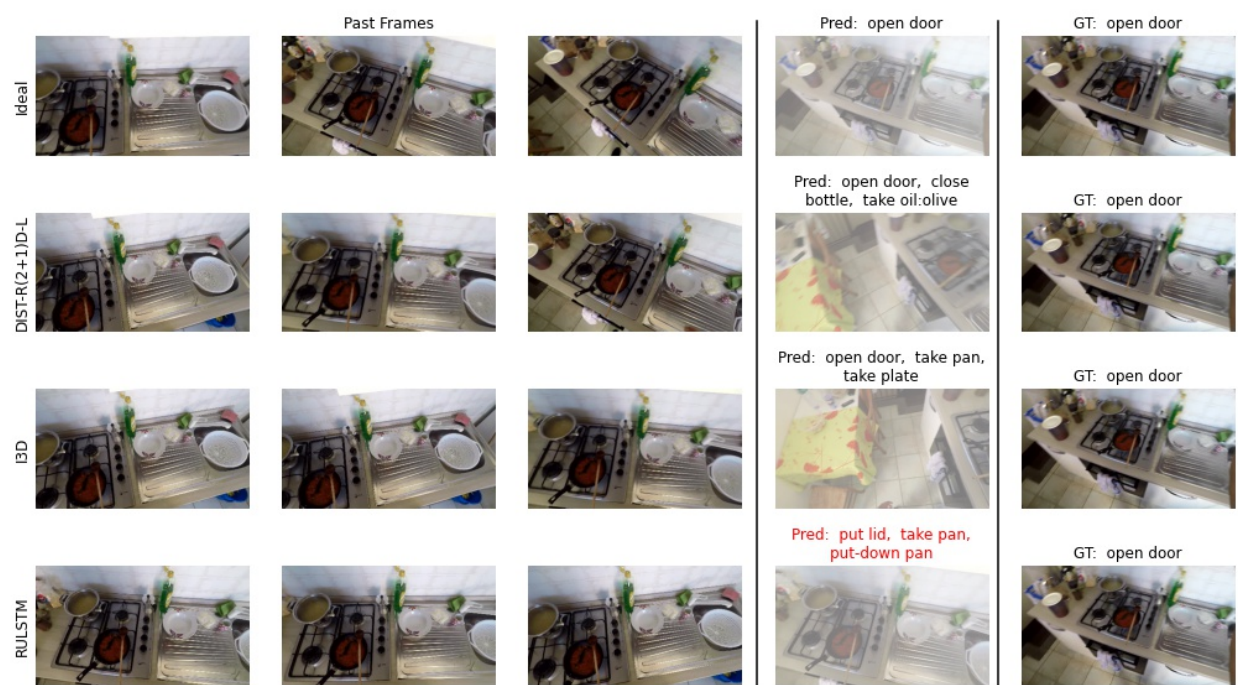 Past Frames
Pred:  open door
GT:  open door
Ideal
Pred:  open door,  close
bottle,  take oil:olive
GT:  open door
DIST-R(2+1)D-L
Pred:  open door,  take pan,
take plate
GT:  open door
I3D
Pred:  put lid,  take pan,
put-down pan
GT:  open door
RULSTM